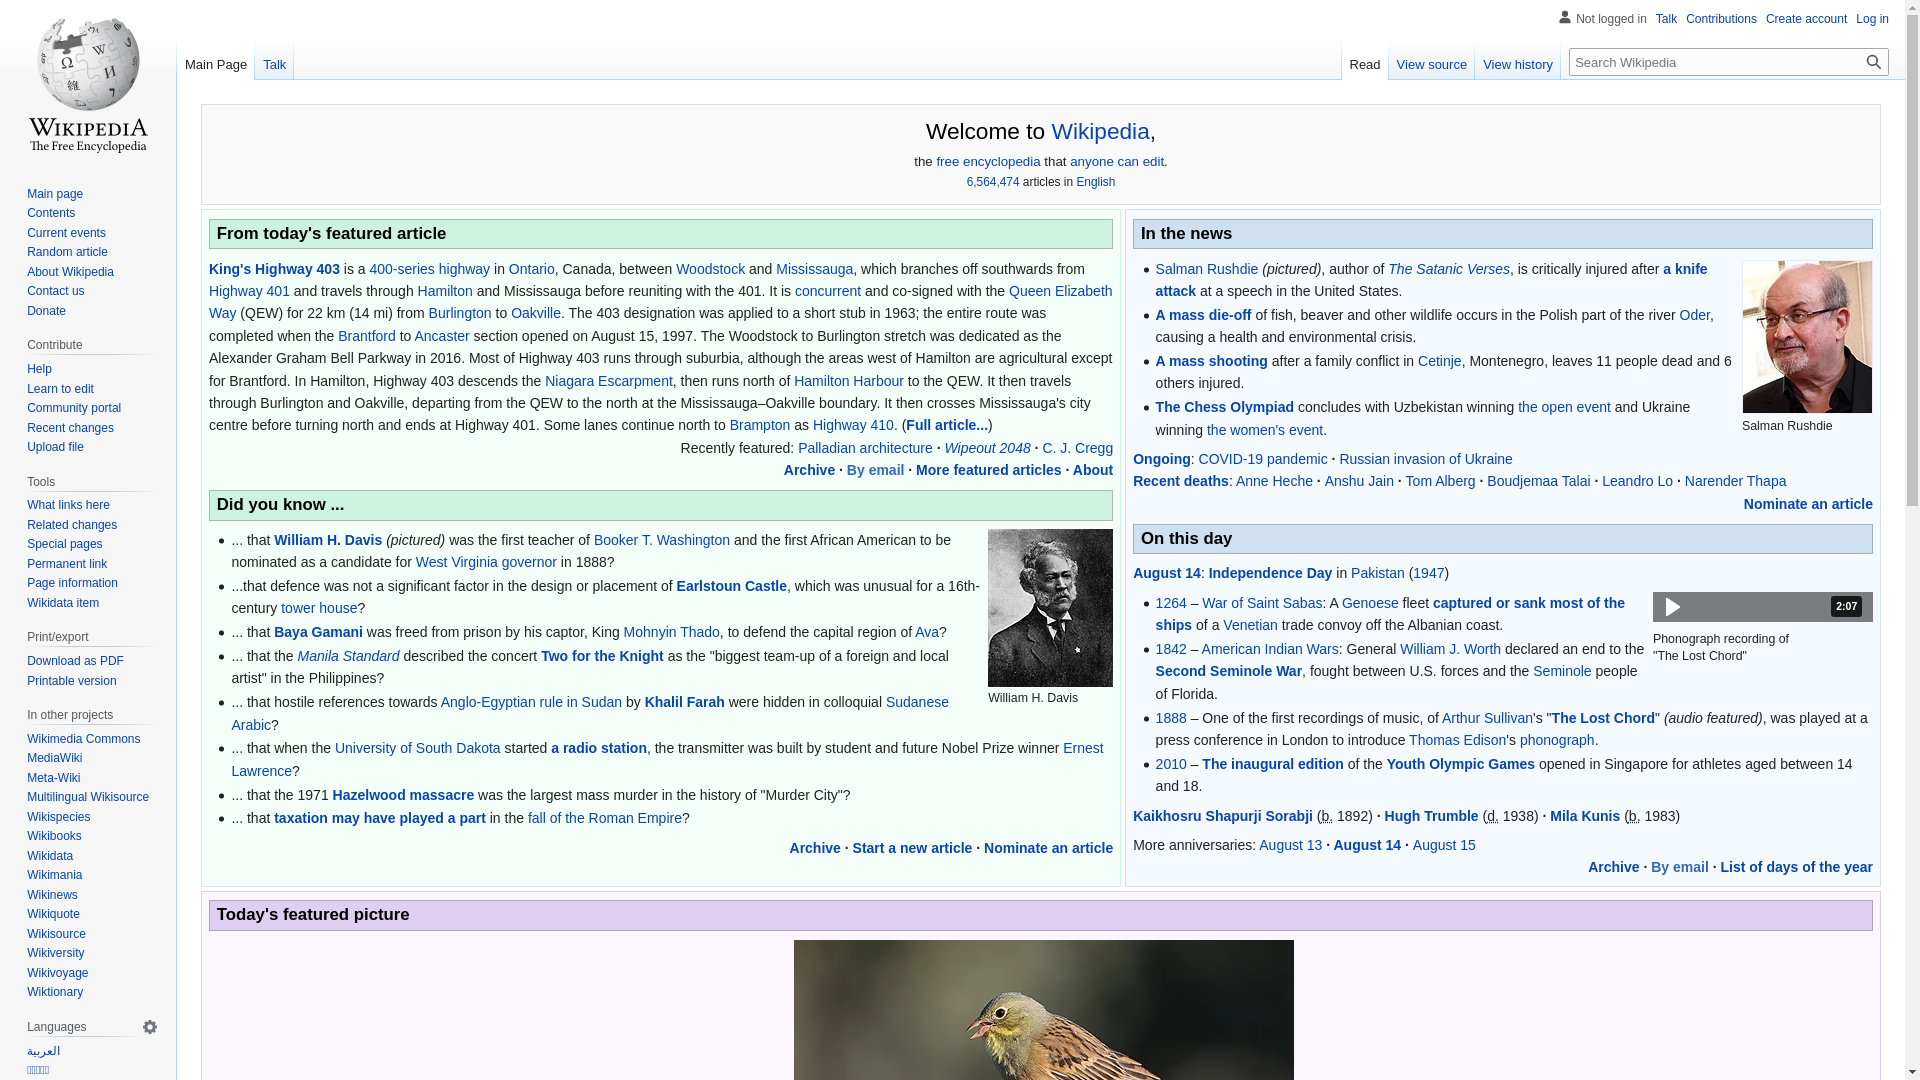 Not logged in Talk Contributions Create account Log in
Main Page Talk
Read View source View history Search Wikipedia
WIKIPEDIA
The Free Encyclopedia
Main page
Contents
Current events
Random article
About Wikipedia
Contact us
Donate
Contribute
Help
Learn to edit
Community portal
Recent changes
Upload file
Tools
What links here
Related changes
Special pages
Permanent link
Page information
Wikidata item
Print/export
Download as PDF
Printable version
In other projects
Wikimedia Commons
MediaWiki
Meta-Wiki
Multilingual Wikisource
Wikispecies
Wikibooks
Wikidata
Wikimania
Wikinews
Wikiquote
Wikisource
Wikiversity
Wikivoyage
Wiktionary
Languages
العربية
Welcome to Wikipedia,
the free encyclopedia that anyone can edit.
6,564,474 articles in English
From today's featured article
King's Highway 403 is a 400-series highway in Ontario, Canada, between Woodstock and Mississauga, which branches off southwards from
Highway 401 and travels through Hamilton and Mississauga before reuniting with the 401. It is concurrent and co-signed with the Queen Elizabeth
Way (QEW) for 22 km (14 mi) from Burlington to Oakville. The 403 designation was applied to a short stub in 1963; the entire route was
completed when the Brantford to Ancaster section opened on August 15, 1997. The Woodstock to Burlington stretch was dedicated as the
Alexander Graham Bell Parkway in 2016. Most of Highway 403 runs through suburbia, although the areas west of Hamilton are agricultural except
for Brantford. In Hamilton, Highway 403 descends the Niagara Escarpment, then runs north of Hamilton Harbour to the QEW. It then travels
through Burlington and Oakville, departing from the QEW to the north at the Mississauga–Oakville boundary. It then crosses Mississauga's city
centre before turning north and ends at Highway 401. Some lanes continue north to Brampton as Highway 410. (Full article...)
Recently featured: Palladian architecture · Wipeout 2048 · C. J. Cregg
Archive · By email · More featured articles · About
Did you know ...
... that William H. Davis (pictured) was the first teacher of Booker T. Washington and the first African American to be
nominated as a candidate for West Virginia governor in 1888?
...that defence was not a significant factor in the design or placement of Earlstoun Castle, which was unusual for a 16th-
century tower house?
... that Baya Gamani was freed from prison by his captor, King Mohnyin Thado, to defend the capital region of Ava?
... that the Manila Standard described the concert Two for the Knight as the "biggest team-up of a foreign and local
artist" in the Philippines?
... that hostile references towards Anglo-Egyptian rule in Sudan by Khalil Farah were hidden in colloquial Sudanese
Arabic?
... that when the University of South Dakota started a radio station, the transmitter was built by student and future Nobel Prize winner Ernest
Lawrence?
... that the 1971 Hazelwood massacre was the largest mass murder in the history of "Murder City"?
... that taxation may have played a part in the fall of the Roman Empire?
William H. Davis
Archive · Start a new article · Nominate an article
In the news
Salman Rushdie (pictured), author of The Satanic Verses, is critically injured after a knife
attack at a speech in the United States.
A mass die-off of fish, beaver and other wildlife occurs in the Polish part of the river Oder,
causing a health and environmental crisis.
A mass shooting after a family conflict in Cetinje, Montenegro, leaves 11 people dead and 6
others injured.
The Chess Olympiad concludes with Uzbekistan winning the open event and Ukraine
winning the women's event.
Salman Rushdie
Ongoing: COVID-19 pandemic · Russian invasion of Ukraine
Recent deaths: Anne Heche · Anshu Jain · Tom Alberg · Boudjemaa Talai · Leandro Lo · Narender Thapa
Nominate an article
On this day
August 14: Independence Day in Pakistan (1947)
1264 – War of Saint Sabas: A Genoese fleet captured or sank most of the
ships of a Venetian trade convoy off the Albanian coast.
1842 – American Indian Wars: General William J. Worth declared an end to the
Second Seminole War, fought between U.S. forces and the Seminole people
of Florida.
1888 – One of the first recordings of music, of Arthur Sullivan's "The Lost Chord" (audio featured), was played at a
press conference in London to introduce Thomas Edison's phonograph.
2010 – The inaugural edition of the Youth Olympic Games opened in Singapore for athletes aged between 14
and 18.
2:07
Phonograph recording of
"The Lost Chord"
Kaikhosru Shapurji Sorabji (b. 1892) · Hugh Trumble (d. 1938) · Mila Kunis (b. 1983)
More anniversaries: August 13 · August 14 · August 15
Archive · By email · List of days of the year
Today's featured picture